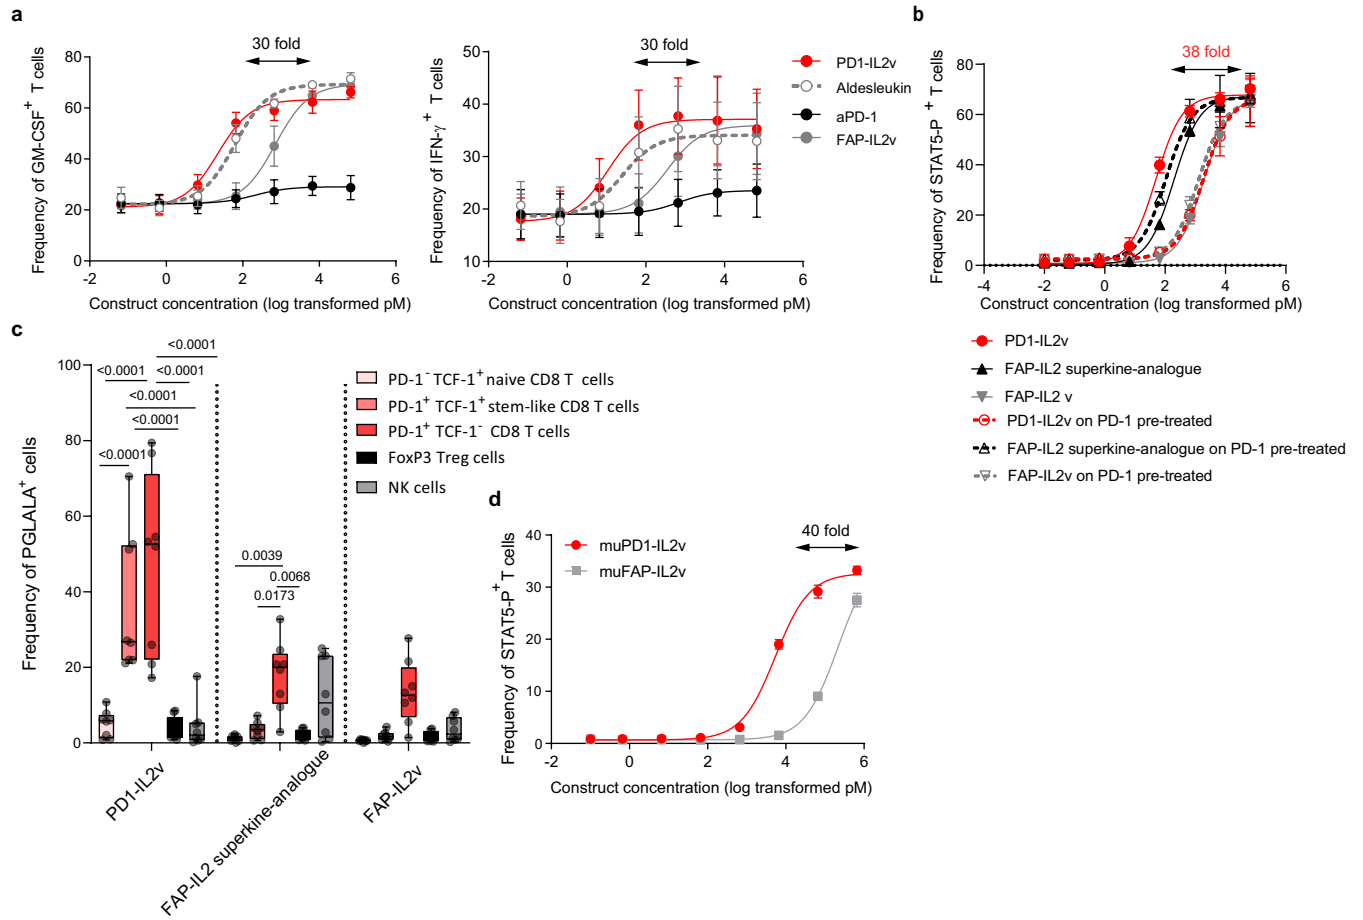 a
30 fold
80
60
40
20
0
-2
0
2
4
6
Frequency of GM-CSF+ T cells
Construct concentration (log transformed pM)
30 fold
50
40
30
20
10
-2
0
2
4
6
Frequency of IFN-γ+ T cells
Construct concentration (log transformed pM)
PD1-IL2v
Aldesleukin
aPD-1
FAP-IL2v
b
38 fold
80
60
40
20
0
-4
-2
0
2
4
6
Frequency of STAT5-P+ T cells
Construct concentration (log transformed pM)
PD1-IL2v
FAP-IL2 superkine-analogue
FAP-IL2 v
PD1-IL2v on PD-1 pre-treated
FAP-IL2 superkine-analogue on PD-1 pre-treated
FAP-IL2v on PD-1 pre-treated
c
<0.0001
<0.0001
<0.0001
<0.0001
<0.0001
<0.0001
0.0039
0.0068
0.0173
100
80
60
40
20
0
Frequency of PGLALA+ cells
PD1-IL2v
FAP-IL2 superkine-analogue
FAP-IL2v
PD-1- TCF-1+ naive CD8 T cells
PD-1+ TCF-1+ stem-like CD8 T cells
PD-1+ TCF-1- CD8 T cells
FoxP3 Treg cells
NK cells
d
40 fold
muPD1-IL2v
muFAP-IL2v
40
30
20
10
0
-2
0
2
4
6
Frequency of STAT5-P+ T cells
Construct concentration (log transformed pM)